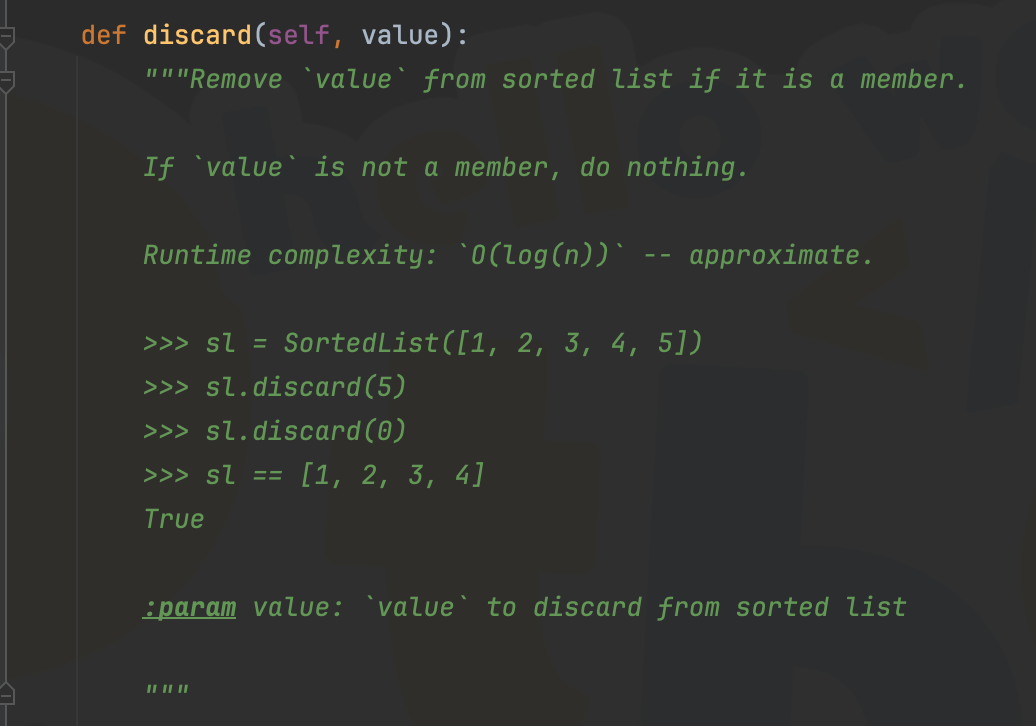 def discard(self, value):
"""Remove `value` from sorted list if it is a member.
If `value` is not a member, do nothing.
Runtime complexity: `O(log(n))` -- approximate.
>>> sl = SortedList([1, 2, 3, 4, 5])
>>> sl.discard(5)
>>> sl.discard(0)
>>> sl == [1, 2, 3, 4]
True
:param value: `value` to discard from sorted list
"""
hello